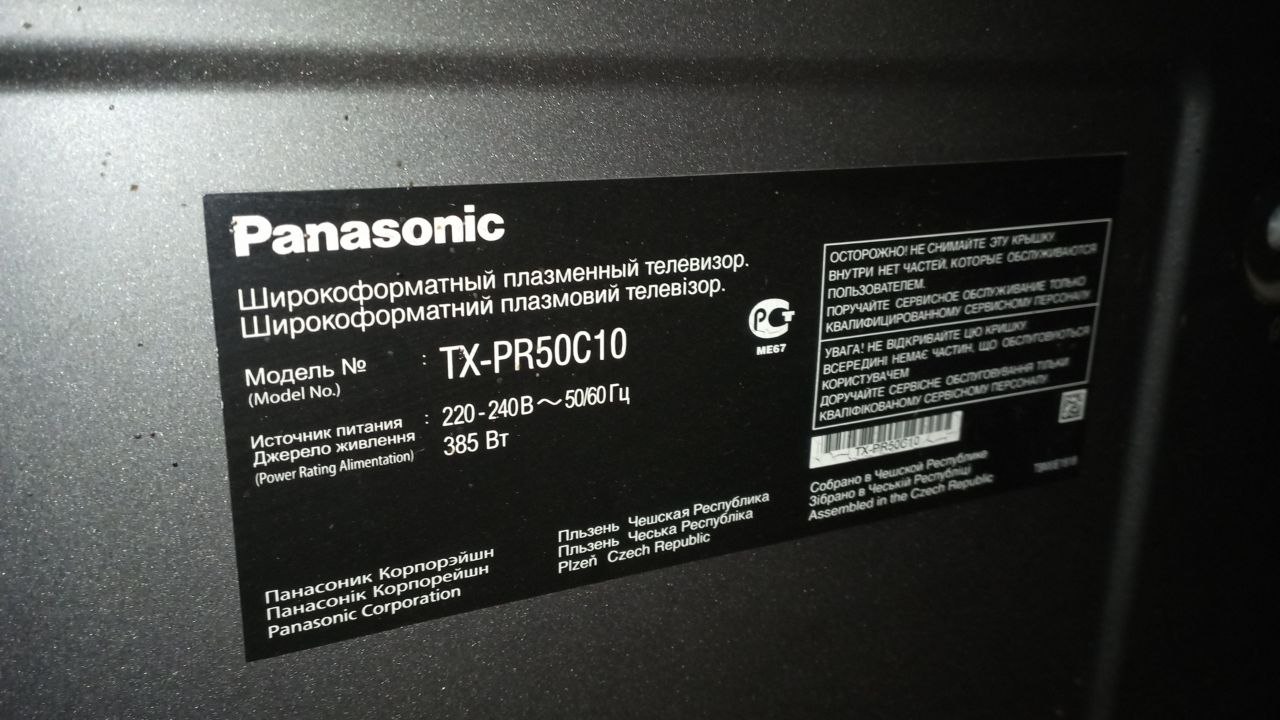 Panasonic
Широкоформатный плазменный телевизор.
Широкоформатний плазмовий телевізор.
Модель № : TX-PR50C10
(Model No.)
Источник питания : 220-240В ~ 50/60 Гц
Джерело живлення 385 Вт
(Power Rating Alimentation)
Панасоник Корпорэйшн
Панасонік Корпорейшн
Panasonic Corporation
Пльзень Чешская Республика
Пльзень Чеська Республіка
Plzeň Czech Republic
РСТ
ME67
ОСТОРОЖНО! НЕ СНИМАЙТЕ ЭТУ КРЫШКУ
ВНУТРИ НЕТ ЧАСТЕЙ, КОТОРЫЕ ОБСЛУЖИВАЮТСЯ
ПОЛЬЗОВАТЕЛЕМ.
ПОРУЧАЙТЕ СЕРВИСНОЕ ОБСЛУЖИВАНИЕ ТОЛЬКО
КВАЛИФИЦИРОВАННОМУ СЕРВИСНОМУ ПЕРСОНАЛУ
УВАГА! НЕ ВІДКРИВАЙТЕ ЦЮ КРИШКУ
ВСЕРЕДИНІ НЕМАЄ ЧАСТИН, ЩО ОБСЛУГОВУЮТЬСЯ
КОРИСТУВАЧЕМ
ДОРУЧАЙТЕ СЕРВІСНЕ ОБСЛУГОВУВАННЯ ТІЛЬКИ
КВАЛІФІКОВАНОМУ СЕРВІСНОМУ ПЕРСОНАЛУ.
TX-PR50C10
Собрано в Чешской Республике
Зібрано в Чеській Республіці
Assembled in the Czech Republic